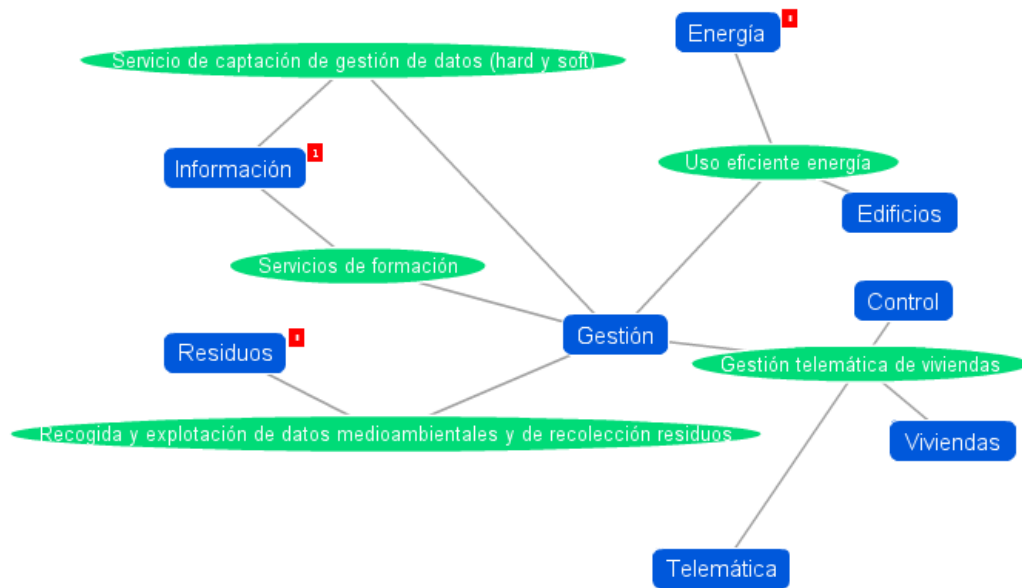 Energía
Servicio de captación de gestión de datos (hard y soft)
Información
1
Uso eficiente energía
Edificios
Servicios de formación
Control
Gestión
Residuos
Gestión telemática de viviendas
Recogida y explotación de datos medioambientales y de recolección residuos
Viviendas
Telemática